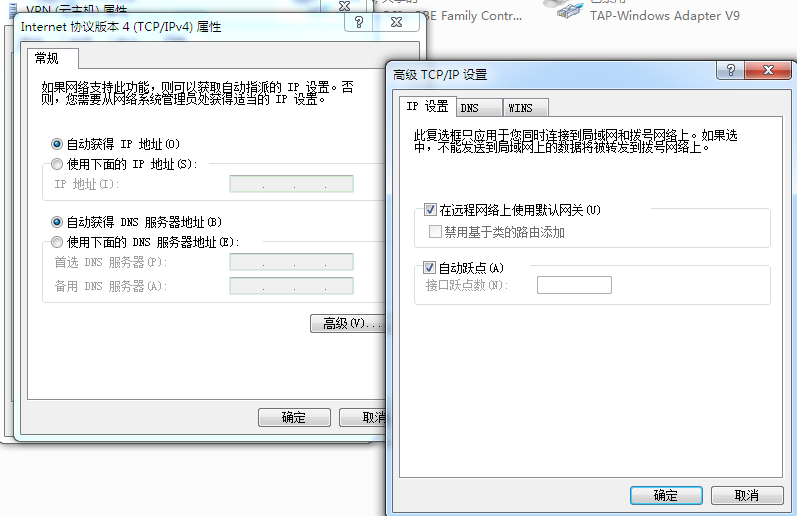 VPN (云主机) 属性
BE Family Contr...
TAP-Windows Adapter V9
Internet 协议版本 4 (TCP/IPv4) 属性
常规
如果网络支持此功能，则可以获取自动指派的 IP 设置。否
则，您需要从网络系统管理员处获得适当的 IP 设置。
自动获得 IP 地址(O)
使用下面的 IP 地址(S):
IP 地址(I):
自动获得 DNS 服务器地址(B)
使用下面的 DNS 服务器地址(E):
首选 DNS 服务器(P):
备用 DNS 服务器(A):
高级(V)...
确定
取消
高级 TCP/IP 设置
IP 设置
DNS
WINS
此复选框只应用于您同时连接到局域网和拨号网络上。如果选
中，不能发送到局域网上的数据将被转发到拨号网络上。
在远程网络上使用默认网关(U)
禁用基于类的路由添加
自动跃点(A)
接口跃点数(N):
确定
取消